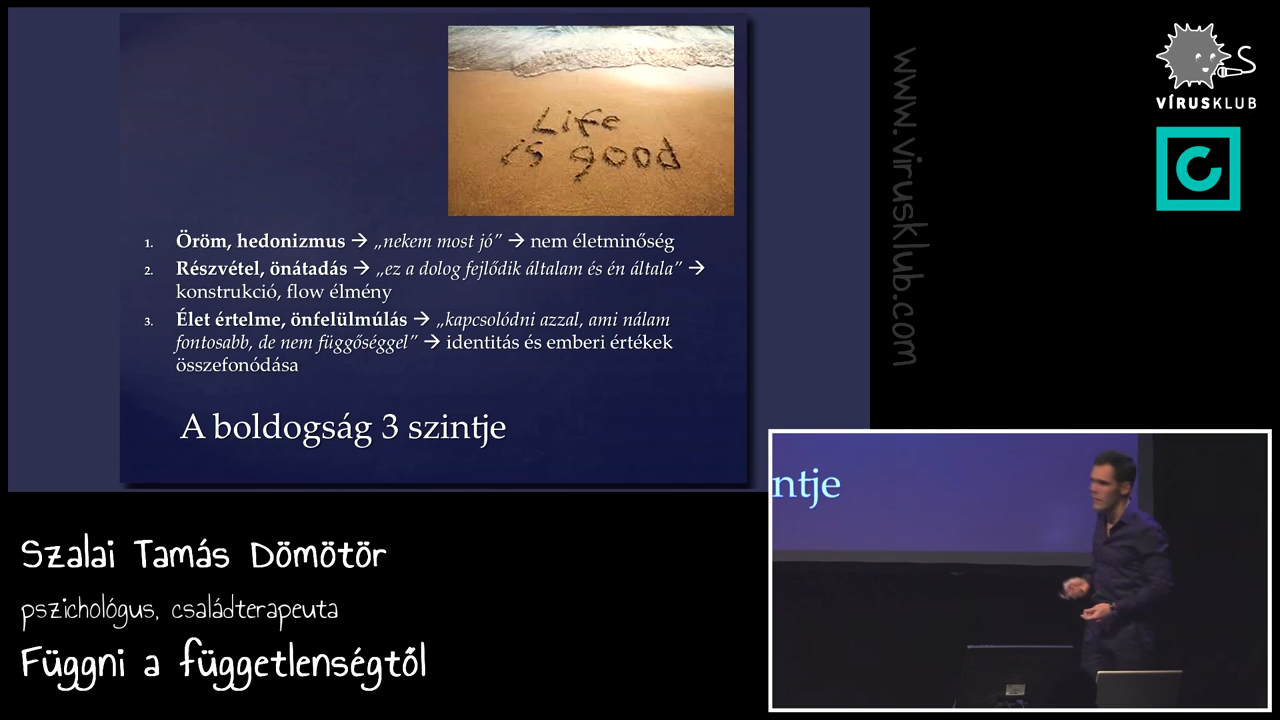 Life
is good
1. Öröm, hedonizmus → „nekem most jó” → nem életminőség
2. Részvétel, önátadás → „ez a dolog fejlődik általam és én általa” →
konstrukció, flow élmény
3. Élet értelme, önfelülmúlás → „kapcsolódni azzal, ami nálam
fontosabb, de nem függőséggel” → identitás és emberi értékek
összefonódása
A boldogság 3 szintje
www.virusklub.com
VÍRUSKLUB
ntje
Szalai Tamás Dömötör
pszichológus, családterapeuta
Függni a függetlenségtől